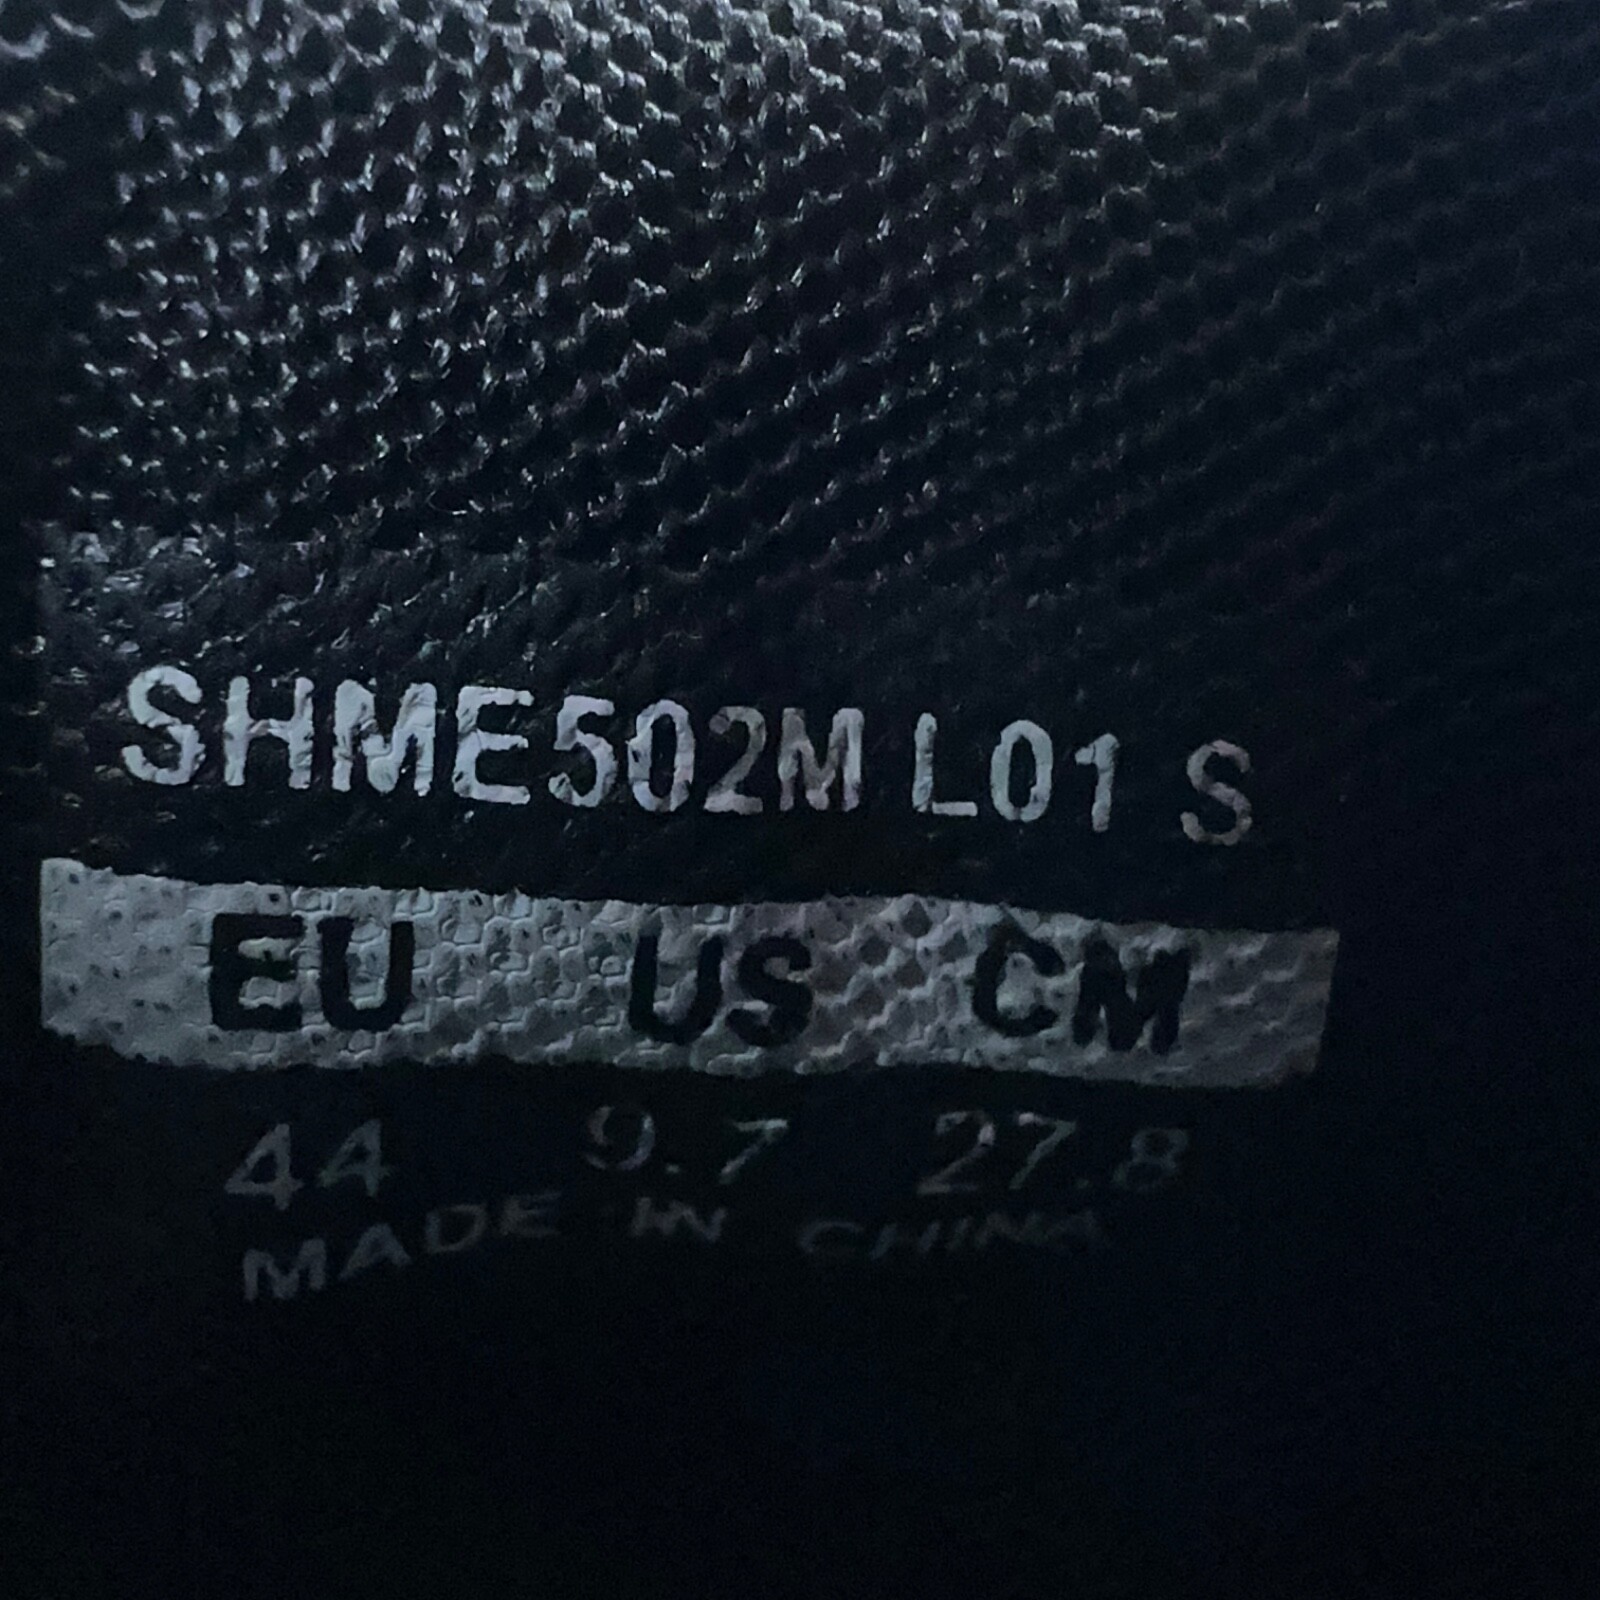 SHME502M L01 S
EU US CM
44 9.7 27.8
MADE IN CHINA